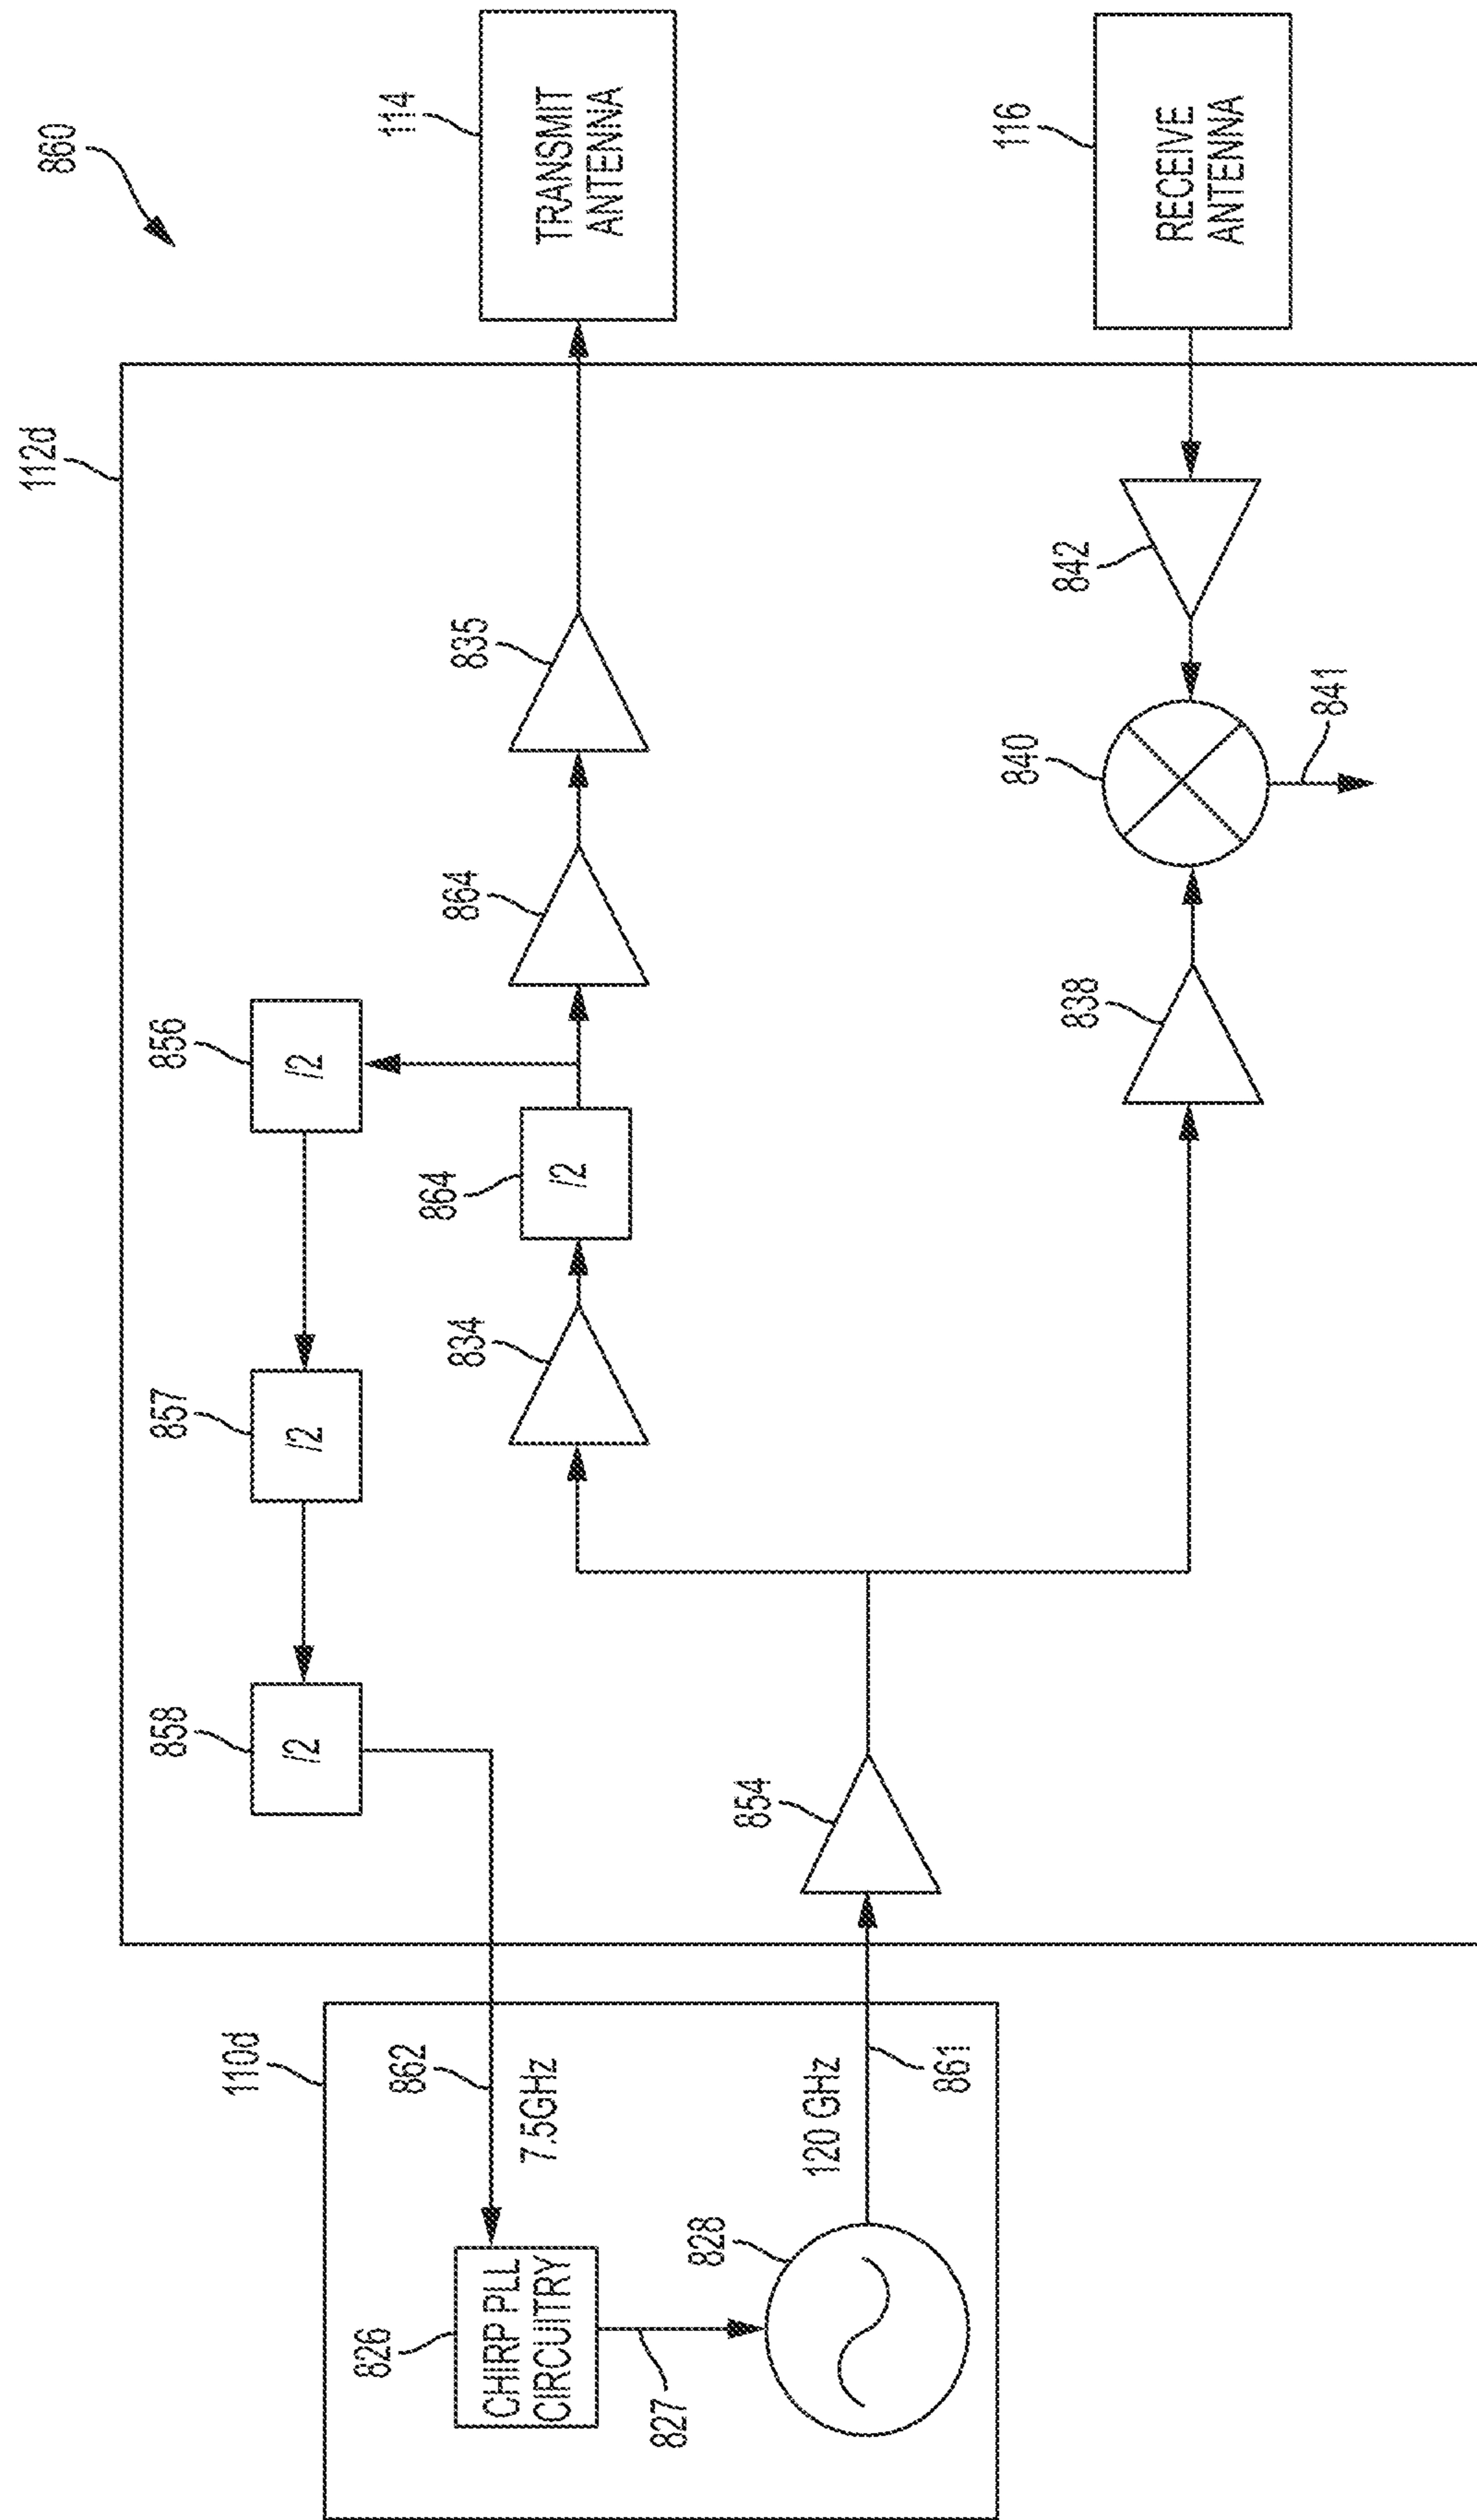 860
112d
114
TRANSMIT
ANTENNA
116
RECEIVE
ANTENNA
856
/2
857
/2
858
/2
834
864
/2
864
835
842
840
841
838
854
110d
862
7.5GHz
826
CHIRP PLL
CIRCUITRY
827
828
120 GHz
861